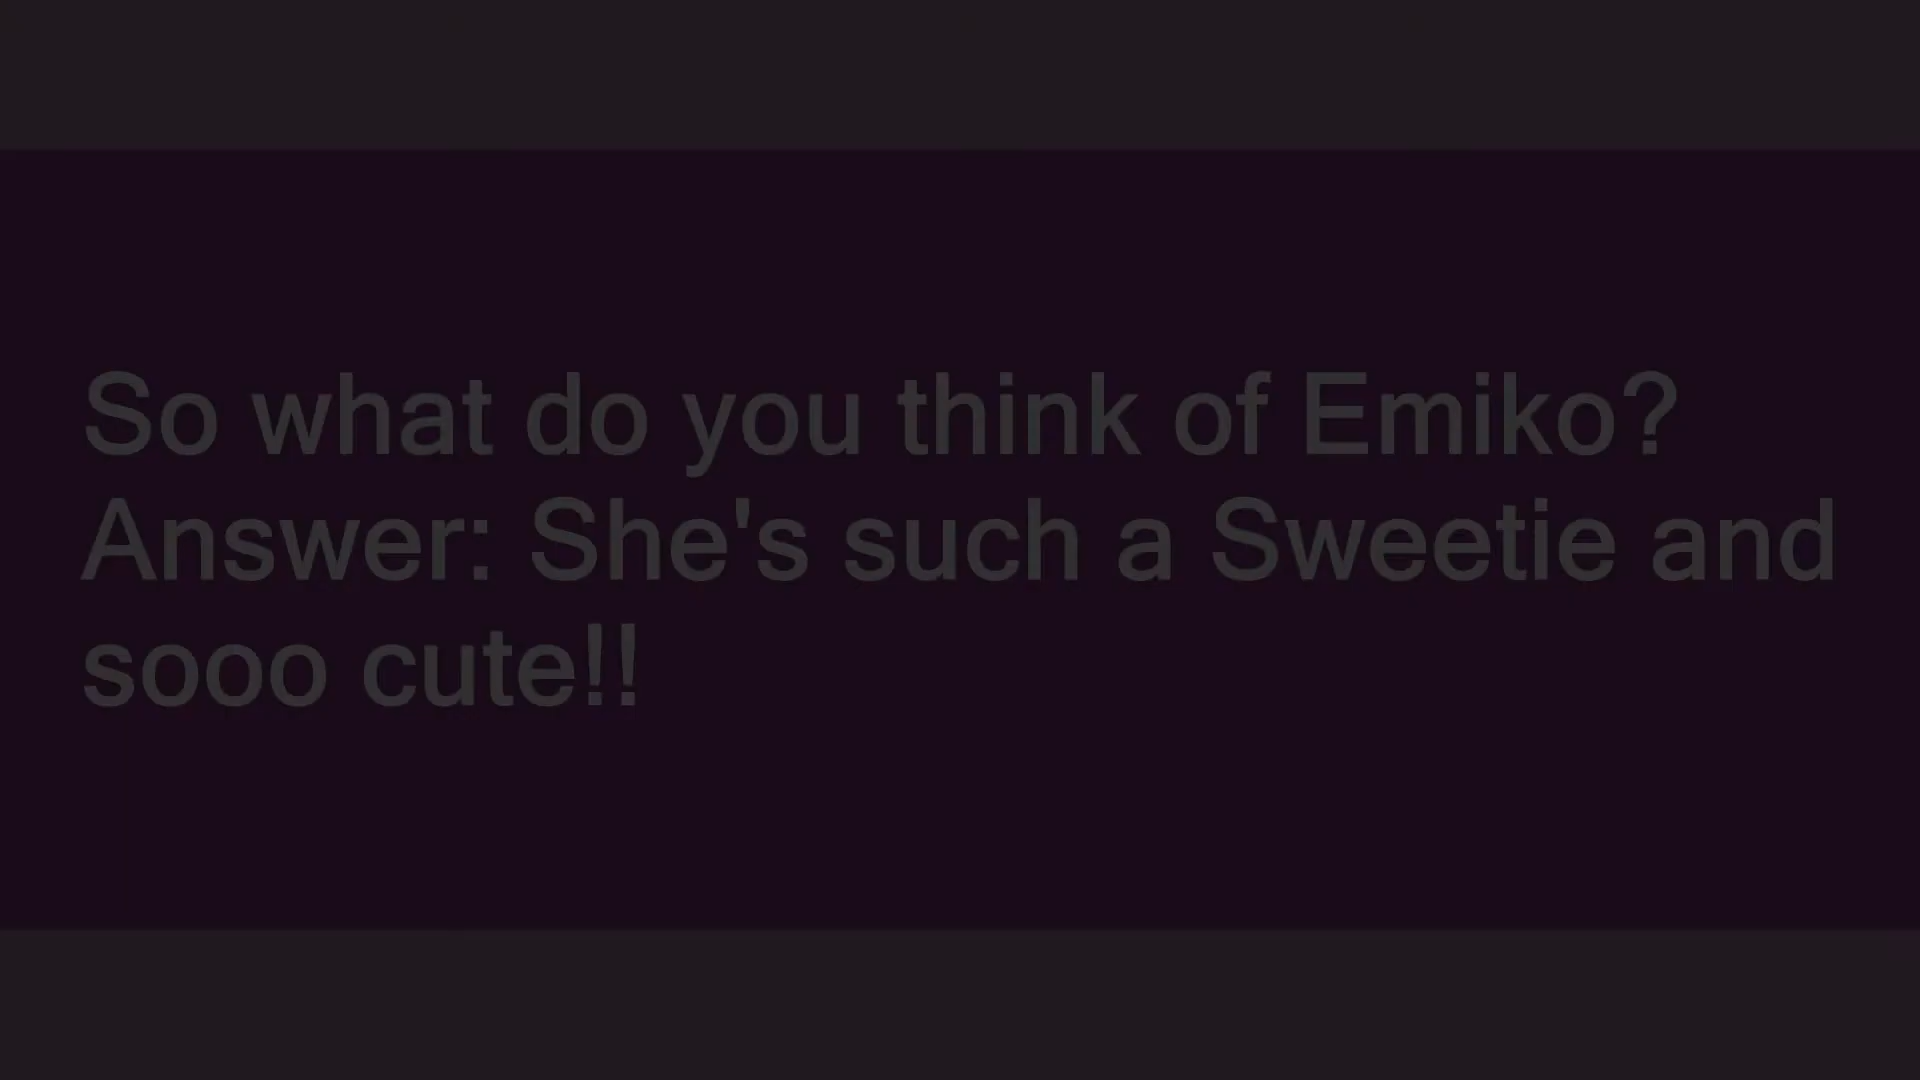 So what do you think of Emiko?
Answer: She's such a Sweetie and
sooo cute!!